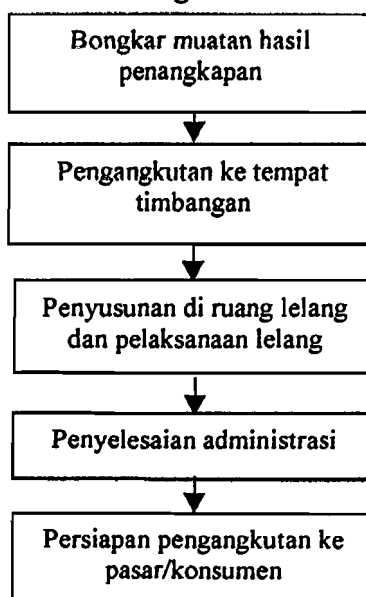 Bongkar muatan hasil
penangkapan
Pengangkutan ke tempat
timbangan
Penyusunan di ruang lelang
dan pelaksanaan lelang
Penyelesaian administrasi
Persiapan pengangkutan ke
pasar/konsumen